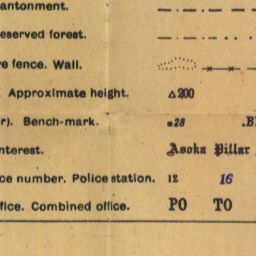 antonment.
eserved forest.
re fence. Wall.
Approximate height. △200
r). Bench-mark. .28 .B
nterest. Asoka Pillar
ce number. Police station. 12 16
fice. Combined office. PO TO